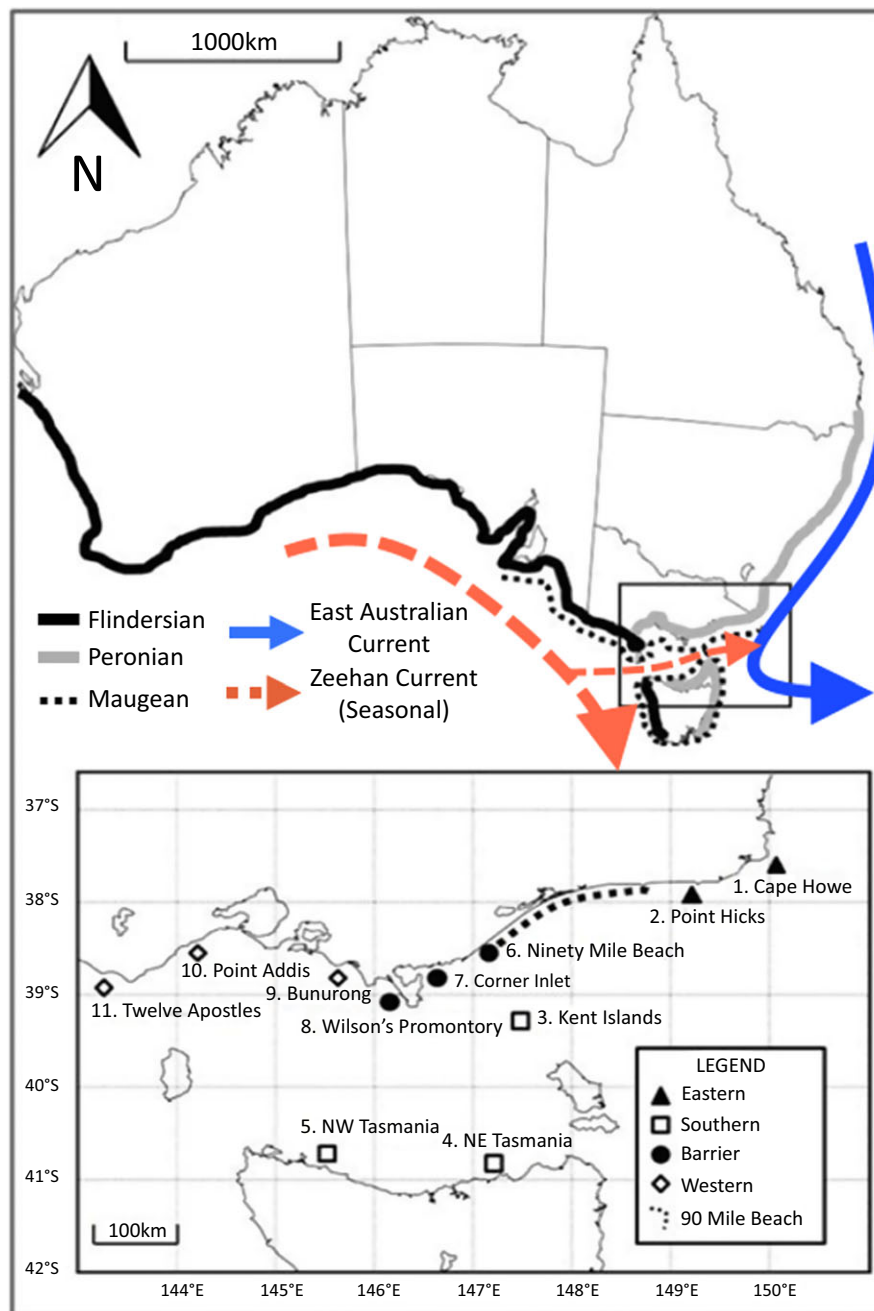 1000km
N
Flindersian
Peronian
Maugean
East Australian
Current
Zeehan Current
(Seasonal)
37°S
38°S
39°S
40°S
41°S
42°S
1. Cape Howe
2. Point Hicks
6. Ninety Mile Beach
10. Point Addis
7. Corner Inlet
9. Bunurong
11. Twelve Apostles
8. Wilson's Promontory
3. Kent Islands
5. NW Tasmania
4. NE Tasmania
LEGEND
Eastern
Southern
Barrier
Western
90 Mile Beach
100km
144°E
145°E
146°E
147°E
148°E
149°E
150°E